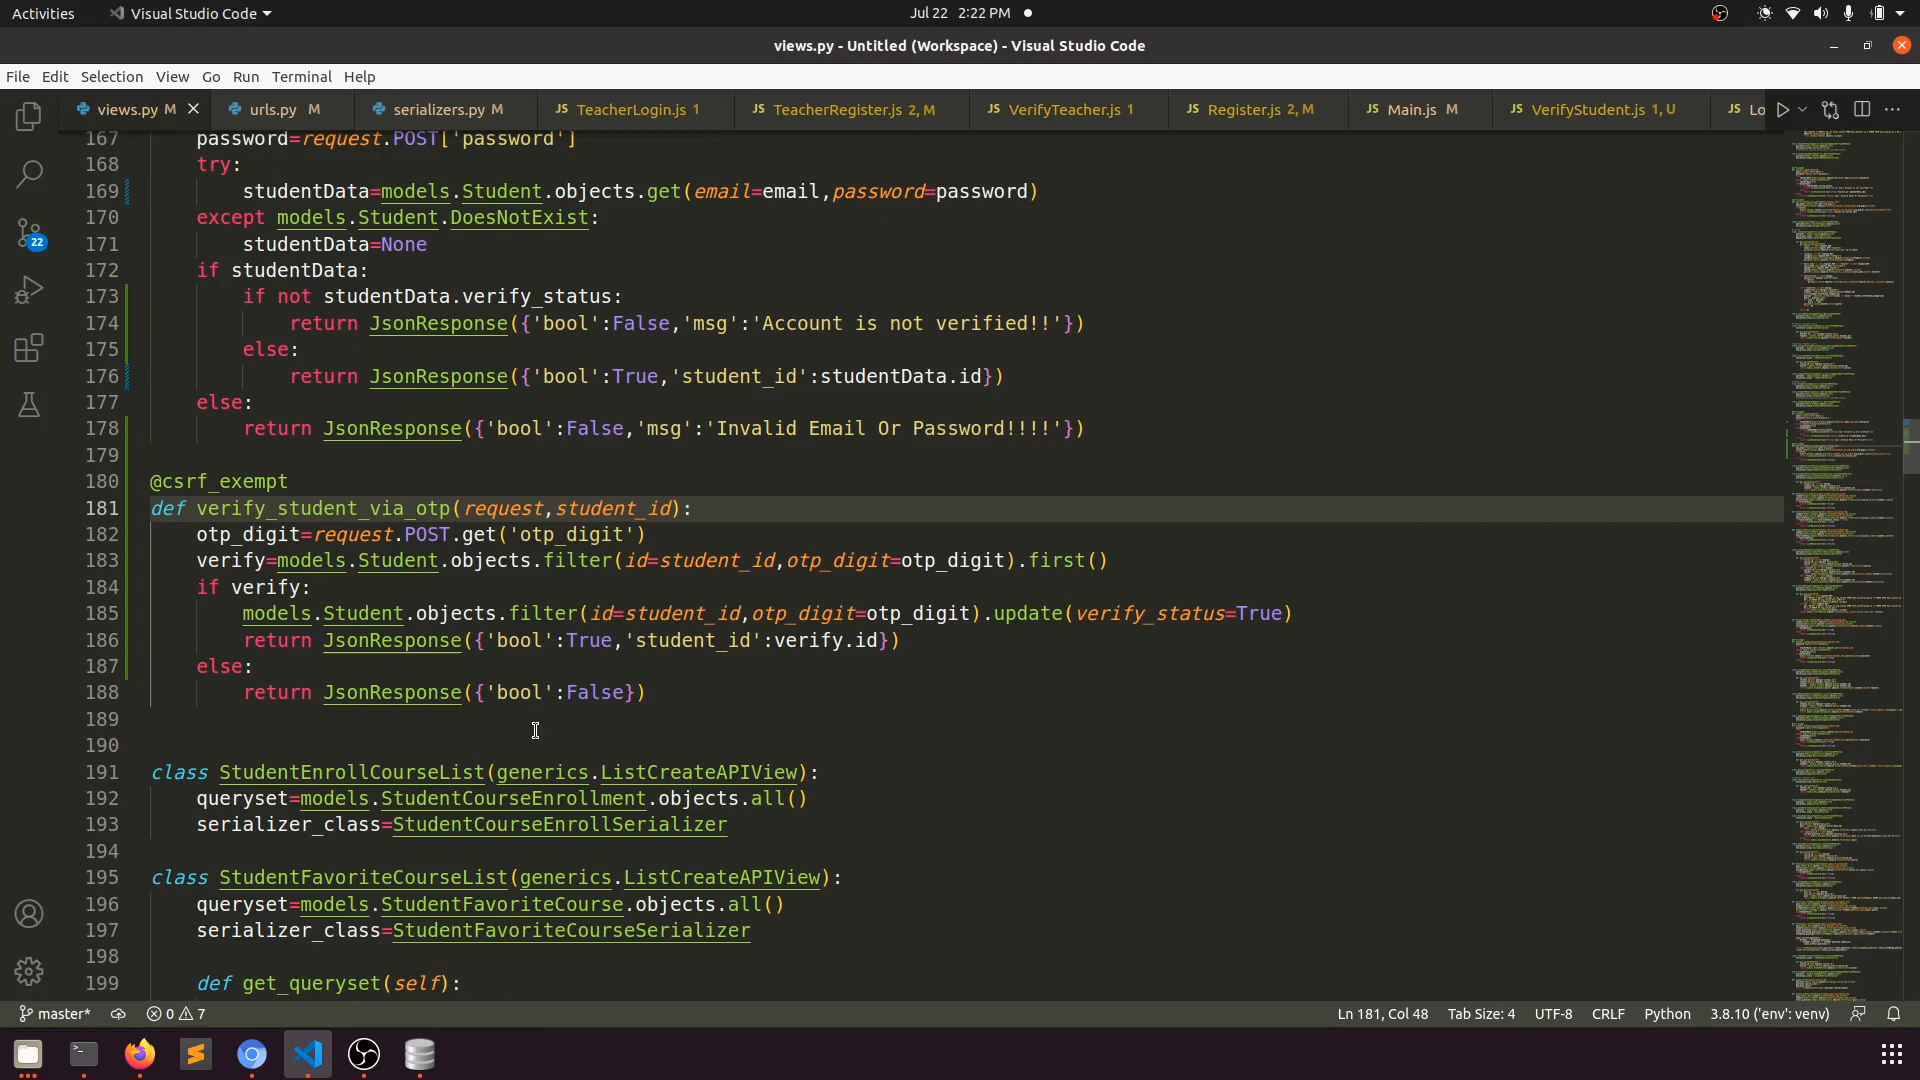 Activities
Visual Studio Code
Jul 22 2:22 PM
views.py - Untitled (Workspace) - Visual Studio Code
File Edit Selection View Go Run Terminal Help
views.py M
urls.py M
serializers.py M
JS TeacherLogin.js 1
JS TeacherRegister.js 2, M
JS VerifyTeacher.js 1
JS Register.js 2, M
JS Main.js M
JS VerifyStudent.js 1, U
JS Lo
22
167 password=request.POST['password']
168 try:
169 studentData=models.Student.objects.get(email=email,password=password)
170 except models.Student.DoesNotExist:
171 studentData=None
172 if studentData:
173 if not studentData.verify_status:
174 return JsonResponse({'bool':False,'msg':'Account is not verified!!'})
175 else:
176 return JsonResponse({'bool':True,'student_id':studentData.id})
177 else:
178 return JsonResponse({'bool':False,'msg':'Invalid Email Or Password!!!!'})
179
180 @csrf_exempt
181 def verify_student_via_otp(request,student_id):
182 otp_digit=request.POST.get('otp_digit')
183 verify=models.Student.objects.filter(id=student_id,otp_digit=otp_digit).first()
184 if verify:
185 models.Student.objects.filter(id=student_id,otp_digit=otp_digit).update(verify_status=True)
186 return JsonResponse({'bool':True,'student_id':verify.id})
187 else:
188 return JsonResponse({'bool':False})
189
190
191 class StudentEnrollCourseList(generics.ListCreateAPIView):
192 queryset=models.StudentCourseEnrollment.objects.all()
193 serializer_class=StudentCourseEnrollSerializer
194
195 class StudentFavoriteCourseList(generics.ListCreateAPIView):
196 queryset=models.StudentFavoriteCourse.objects.all()
197 serializer_class=StudentFavoriteCourseSerializer
198
199 def get_queryset(self):
master* 0 7
Ln 181, Col 48 Tab Size: 4 UTF-8 CRLF Python 3.8.10 ('env': venv)